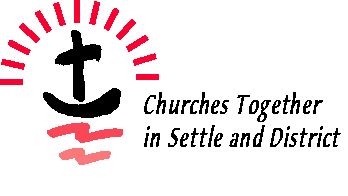 Churches Together
in Settle and District